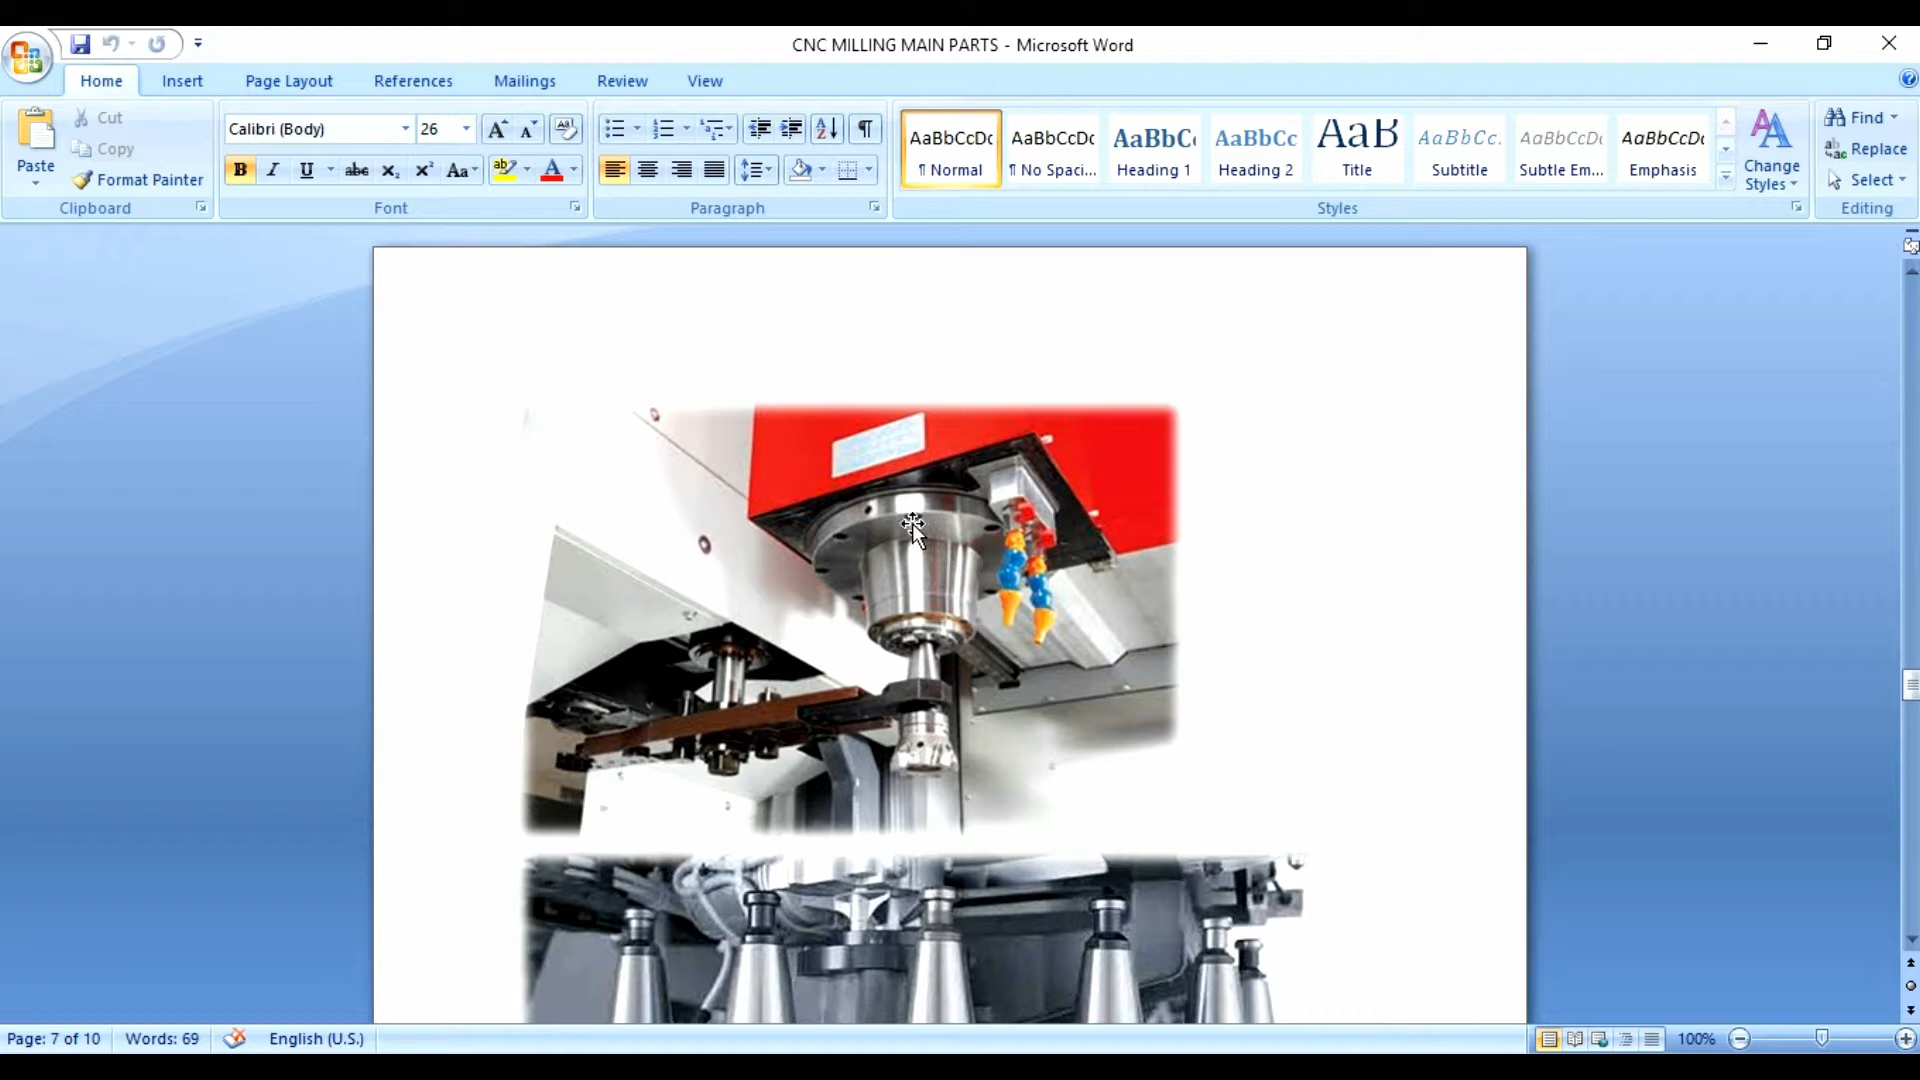 CNC MILLING MAIN PARTS - Microsoft Word
Home Insert Page Layout References Mailings Review View
Paste
Cut
Copy
Format Painter
Clipboard
Calibri (Body) 26
Font
Paragraph
AaBbCcDc AaBbCcDc AaBbC AaBbCc AaB AaBbCc. AaBbCcDc AaBbCcDc
¶ Normal ¶ No Spaci... Heading 1 Heading 2 Title Subtitle Subtle Em... Emphasis
Change
Styles
Styles
Find
Replace
Select
Editing
Page: 7 of 10 Words: 69 English (U.S.) 100%